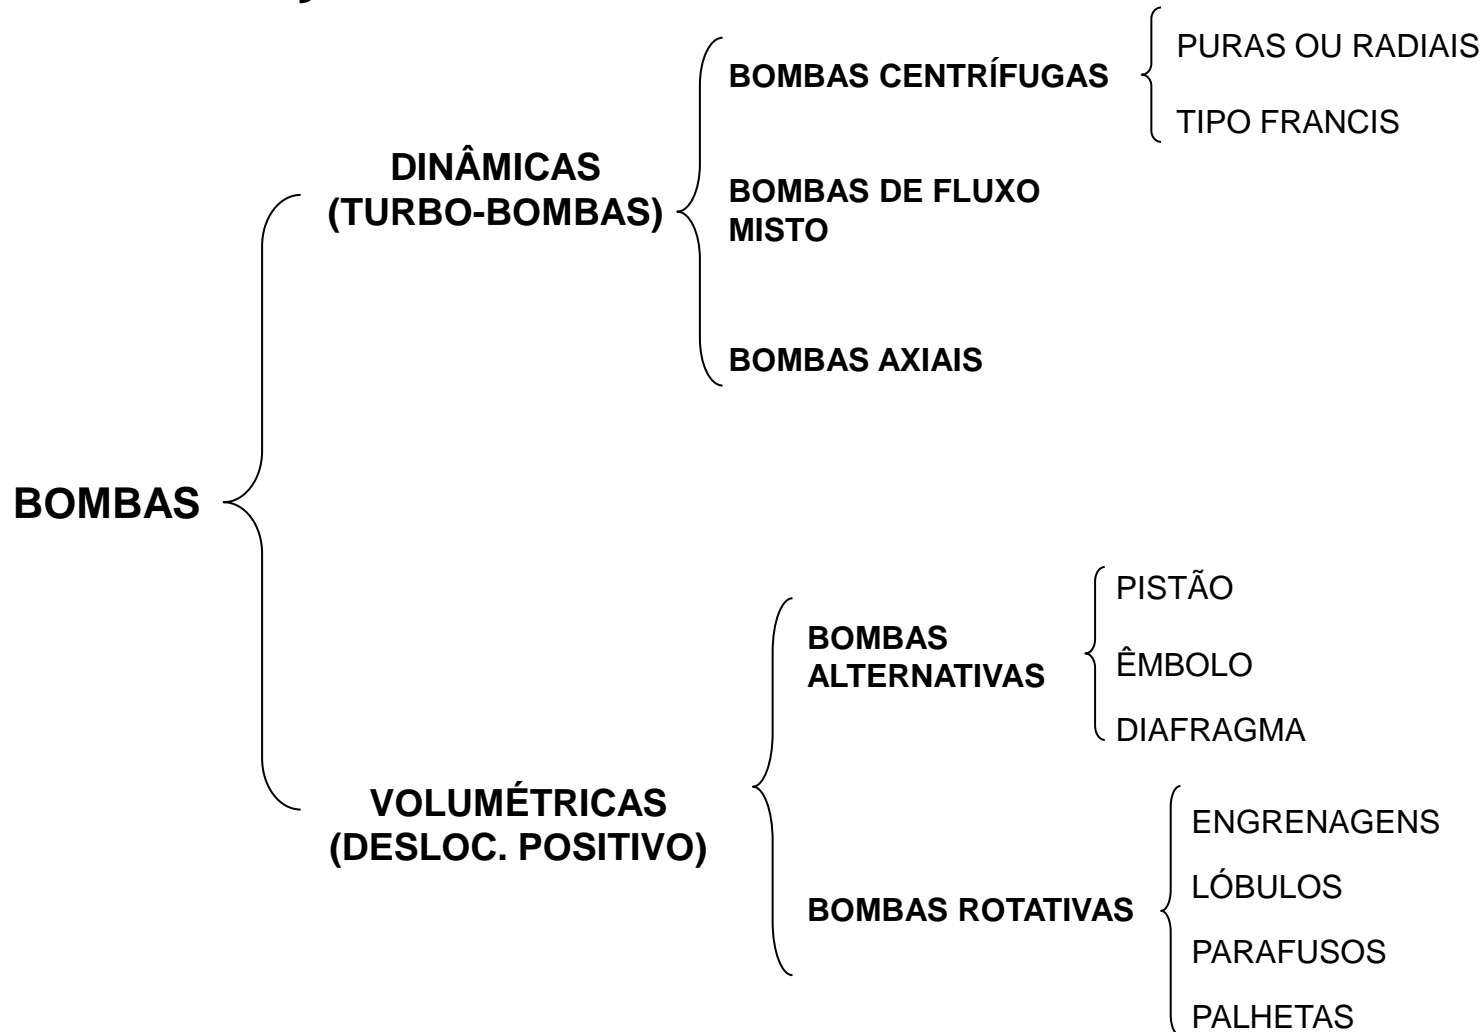 PURAS OU RADIAIS
BOMBAS CENTRÍFUGAS
TIPO FRANCIS
DINÂMICAS
(TURBO-BOMBAS)
BOMBAS DE FLUXO
MISTO
BOMBAS AXIAIS
BOMBAS
PISTÃO
BOMBAS
ALTERNATIVAS
ÊMBOLO
DIAFRAGMA
VOLUMÉTRICAS
(DESLOC. POSITIVO)
ENGRENAGENS
LÓBULOS
BOMBAS ROTATIVAS
PARAFUSOS
PALHETAS